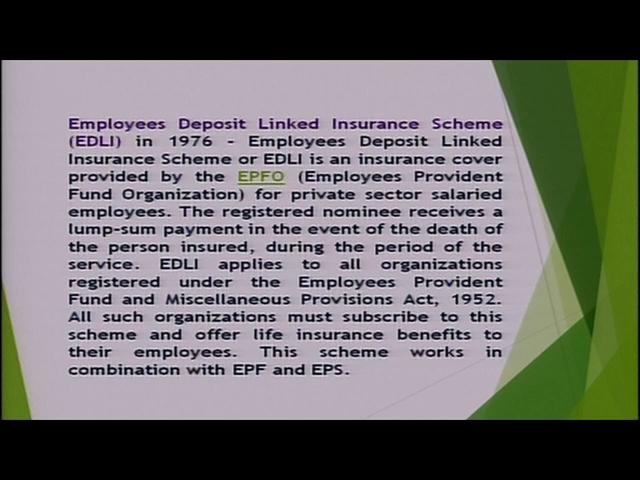 Employees Deposit Linked Insurance Scheme
(EDLI) in 1976 - Employees Deposit Linked
Insurance Scheme or EDLI is an insurance cover
provided by the EPFO (Employees Provident
Fund Organization) for private sector salaried
employees. The registered nominee receives a
lump-sum payment in the event of the death of
the person insured, during the period of the
service. EDLI applies to all organizations
registered under the Employees Provident
Fund and Miscellaneous Provisions Act, 1952.
All such organizations must subscribe to this
scheme and offer life insurance benefits to
their employees. This scheme works in
combination with EPF and EPS.